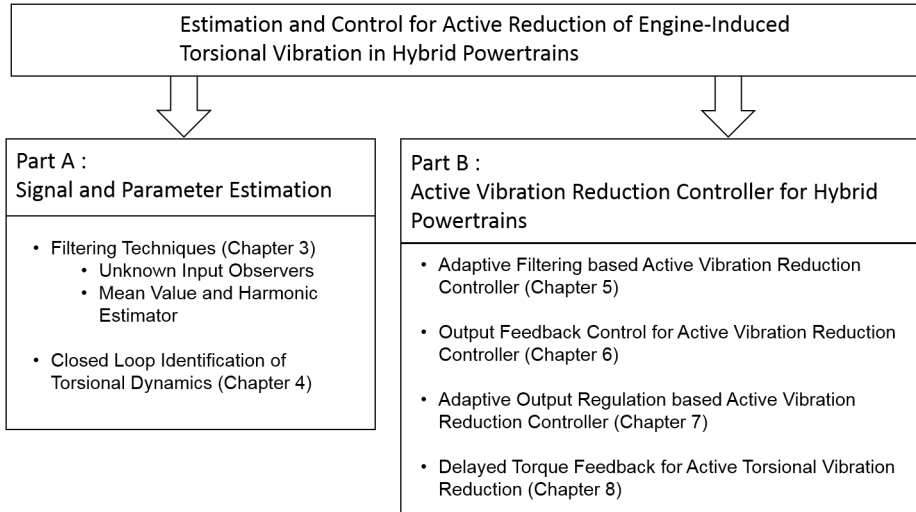 Estimation and Control for Active Reduction of Engine-Induced
Torsional Vibration in Hybrid Powertrains
Part A :
Signal and Parameter Estimation
• Filtering Techniques (Chapter 3)
• Unknown Input Observers
• Mean Value and Harmonic
Estimator
• Closed Loop Identification of
Torsional Dynamics (Chapter 4)
Part B :
Active Vibration Reduction Controller for Hybrid
Powertrains
• Adaptive Filtering based Active Vibration Reduction
Controller (Chapter 5)
• Output Feedback Control for Active Vibration Reduction
Controller (Chapter 6)
• Adaptive Output Regulation based Active Vibration
Reduction Controller (Chapter 7)
• Delayed Torque Feedback for Active Torsional Vibration
Reduction (Chapter 8)